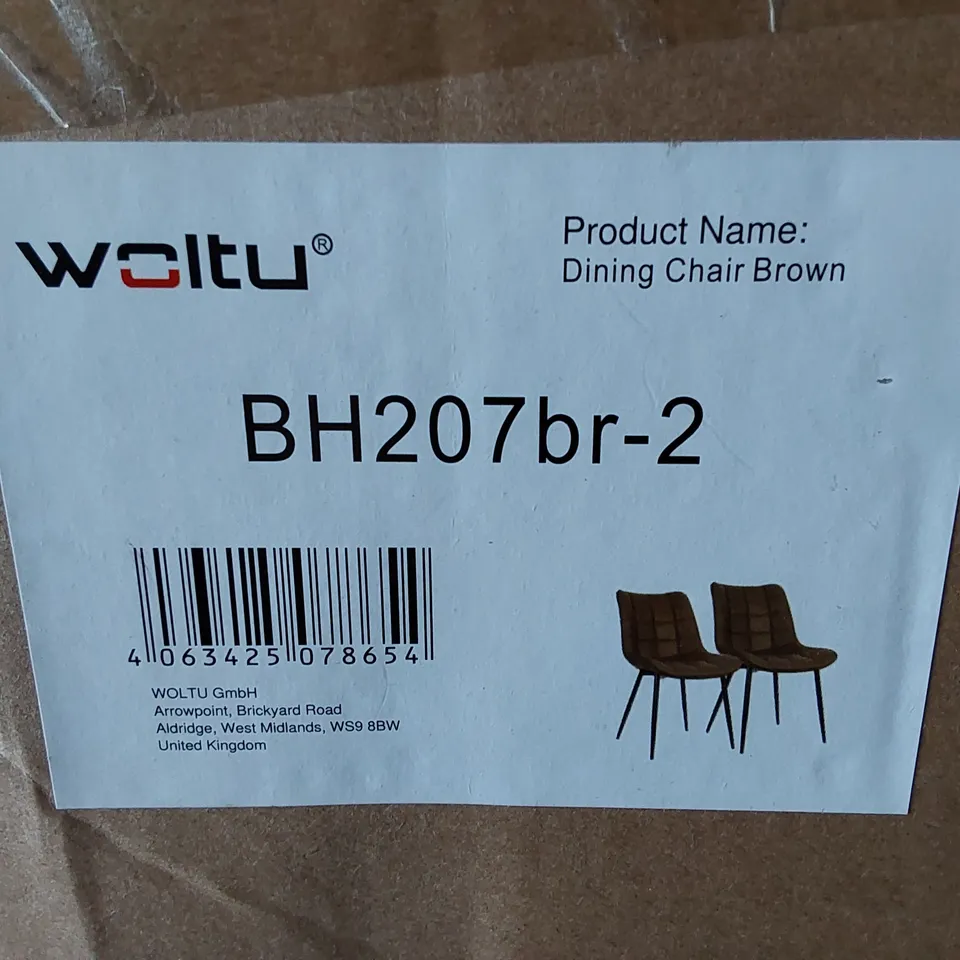 woltu®
Product Name:
Dining Chair Brown
BH207br-2
4 063425 078654
WOLTU GmbH
Arrowpoint, Brickyard Road
Aldridge, West Midlands, WS9 8BW
United Kingdom